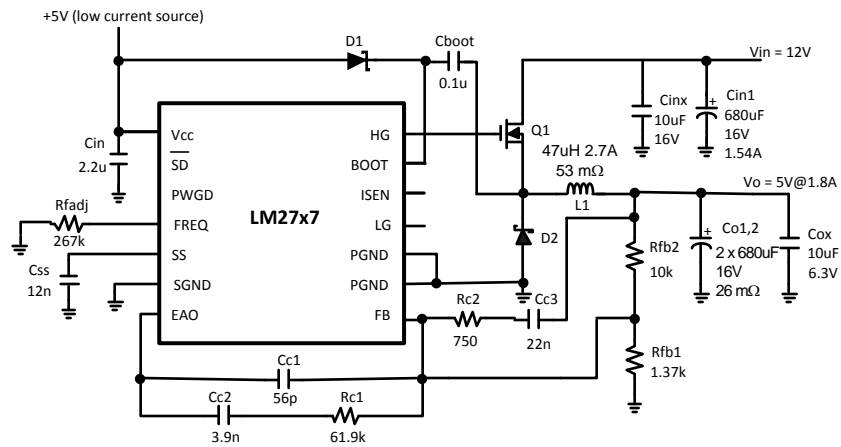 +5V (low current source)
D1
Cboot
0.1u
Vin = 12V
Cinx
10uF
16V
Cin1
+
680uF
16V
1.54A
Cin
2.2u
Vcc
SD
PWGD
FREQ
SS
SGND
EAO
LM27x7
HG
BOOT
ISEN
LG
PGND
PGND
FB
Q1
47uH 2.7A
53 mΩ
L1
Vo = 5V@1.8A
D2
Rfadj
267k
Css
12n
Rfb2
10k
+
Co1,2
2 x 680uF
16V
26 mΩ
Cox
10uF
6.3V
Rc2
750
Cc3
22n
Rfb1
1.37k
Cc1
56p
Cc2
3.9n
Rc1
61.9k